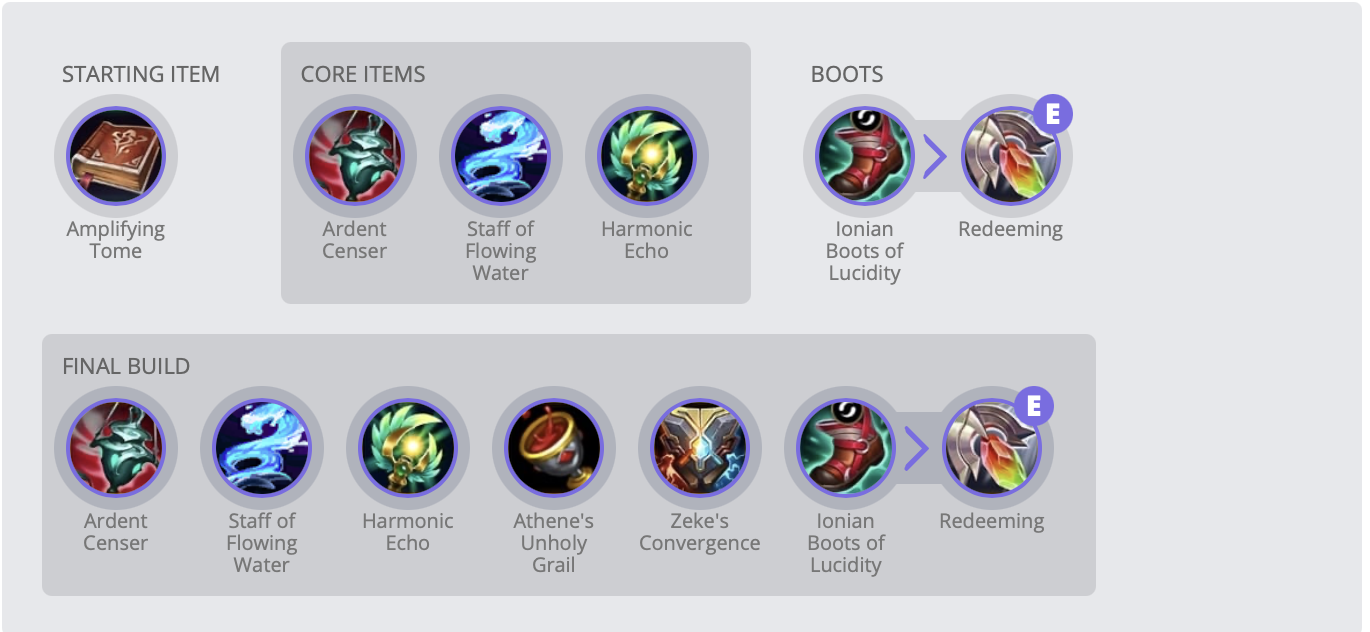 STARTING ITEM
Amplifying
Tome
CORE ITEMS
Ardent
Censer
Staff of
Flowing
Water
Harmonic
Echo
BOOTS
Ionian
Boots of
Lucidity
E
Redeeming
FINAL BUILD
Ardent
Censer
Staff of
Flowing
Water
Harmonic
Echo
Athene's
Unholy
Grail
Zeke's
Convergence
Ionian
Boots of
Lucidity
E
Redeeming